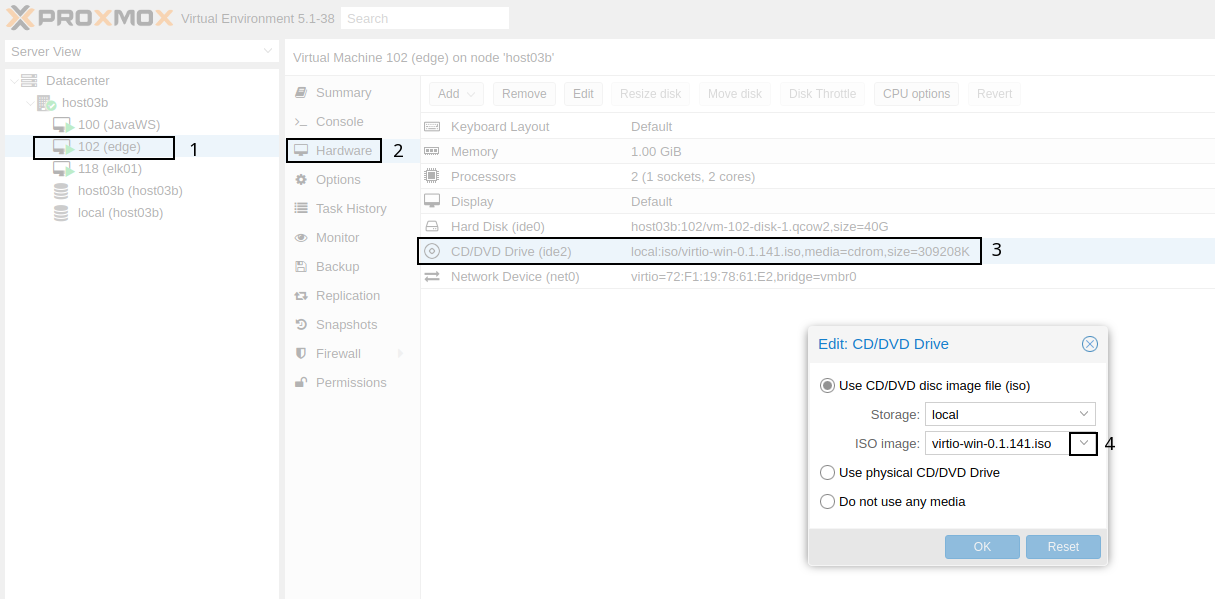 PROXMOX Virtual Environment 5.1-38 Search
Server View
Datacenter
host03b
100 (JavaWS)
102 (edge) 1
118 (elk01)
host03b (host03b)
local (host03b)
Virtual Machine 102 (edge) on node 'host03b'
Summary
Console
Hardware 2
Options
Task History
Monitor
Backup
Replication
Snapshots
Firewall
Permissions
Add Remove Edit Resize disk Move disk Disk Throttle CPU options Revert
Keyboard Layout Default
Memory 1.00 GiB
Processors 2 (1 sockets, 2 cores)
Display Default
Hard Disk (ide0) host03b:102/vm-102-disk-1.qcow2,size=40G
CD/DVD Drive (ide2) local:iso/virtio-win-0.1.141.iso,media=cdrom,size=309208K 3
Network Device (net0) virtio=72:F1:19:78:61:E2,bridge=vmbr0
Edit: CD/DVD Drive
Use CD/DVD disc image file (iso)
Storage: local
ISO image: virtio-win-0.1.141.iso 4
Use physical CD/DVD Drive
Do not use any media
OK Reset